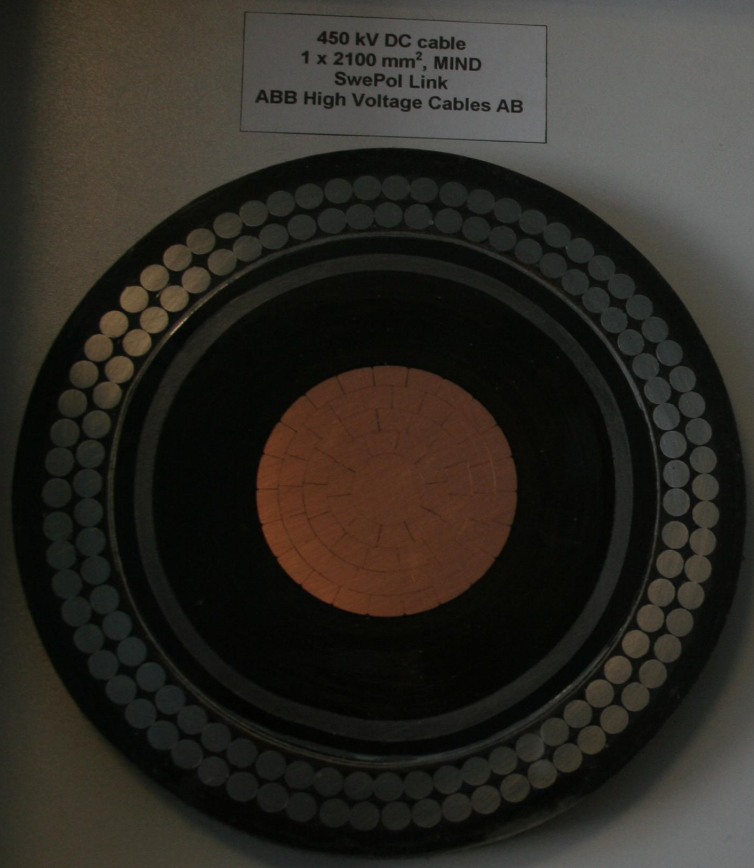 450 kV DC cable
1 x 2100 mm², MIND
SwePol Link
ABB High Voltage Cables AB